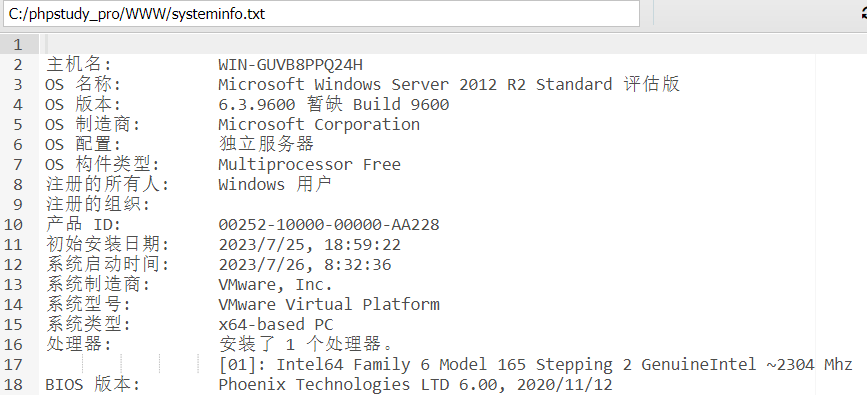 C:/phpstudy_pro/WWW/systeminfo.txt
1
2 主机名: WIN-GUVB8PPQ24H
3 OS 名称: Microsoft Windows Server 2012 R2 Standard 评估版
4 OS 版本: 6.3.9600 暂缺 Build 9600
5 OS 制造商: Microsoft Corporation
6 OS 配置: 独立服务器
7 OS 构件类型: Multiprocessor Free
8 注册的所有人: Windows 用户
9 注册的组织:
10 产品 ID: 00252-10000-00000-AA228
11 初始安装日期: 2023/7/25, 18:59:22
12 系统启动时间: 2023/7/26, 8:32:36
13 系统制造商: VMware, Inc.
14 系统型号: VMware Virtual Platform
15 系统类型: x64-based PC
16 处理器: 安装了 1 个处理器。
17 [01]: Intel64 Family 6 Model 165 Stepping 2 GenuineIntel ~2304 Mhz
18 BIOS 版本: Phoenix Technologies LTD 6.00, 2020/11/12